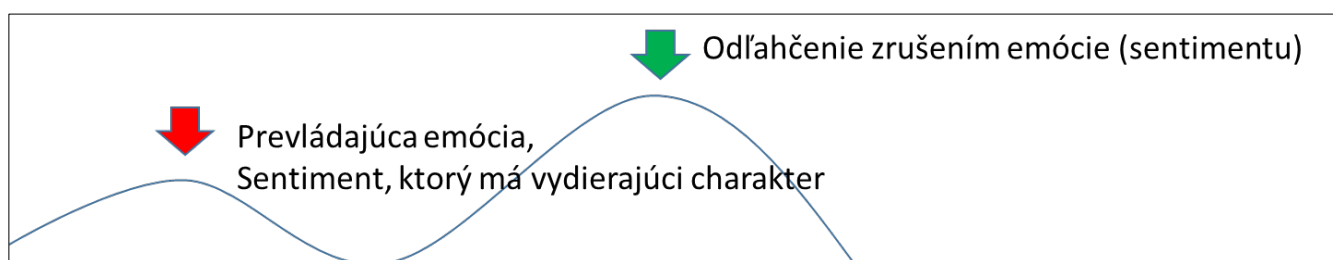 Odľahčenie zrušením emócie (sentimentu)
Prevládajúca emócia,
Sentiment, ktorý má vydierajúci charakter